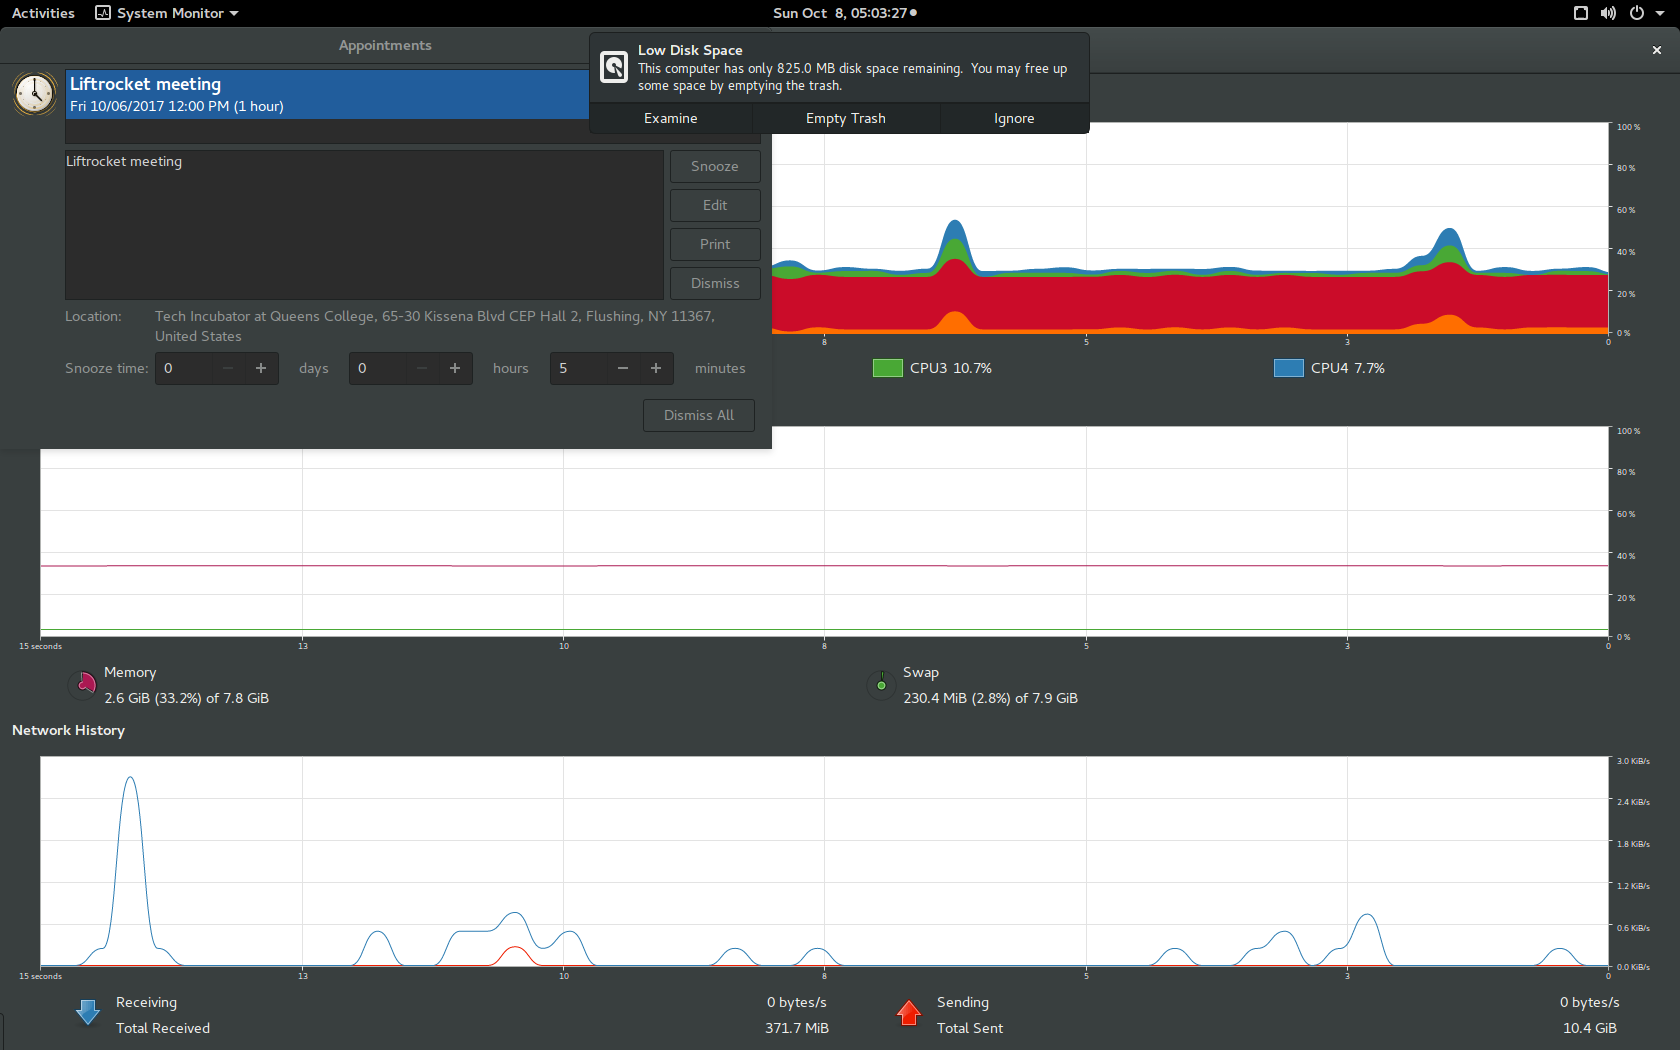 Activities
System Monitor
Sun Oct  8, 05:03:27
Appointments
Low Disk Space
This computer has only 825.0 MB disk space remaining.  You may free up
some space by emptying the trash.
Examine
Empty Trash
Ignore
Liftrocket meeting
Fri 10/06/2017 12:00 PM (1 hour)
Liftrocket meeting
Snooze
Edit
Print
Dismiss
Location:
Tech Incubator at Queens College, 65-30 Kissena Blvd CEP Hall 2, Flushing, NY 11367,
United States
Snooze time:
0
days
0
hours
5
minutes
Dismiss All
100 %
80 %
60 %
40 %
20 %
0 %
8
5
3
0
CPU3 10.7%
CPU4 7.7%
100 %
80 %
60 %
40 %
20 %
0 %
15 seconds
13
10
8
5
3
0
Memory
2.6 GiB (33.2%) of 7.8 GiB
Swap
230.4 MiB (2.8%) of 7.9 GiB
Network History
3.0 KiB/s
2.4 KiB/s
1.8 KiB/s
1.2 KiB/s
0.6 KiB/s
0.0 KiB/s
15 seconds
13
10
8
5
3
0
Receiving
0 bytes/s
Total Received
371.7 MiB
Sending
0 bytes/s
Total Sent
10.4 GiB